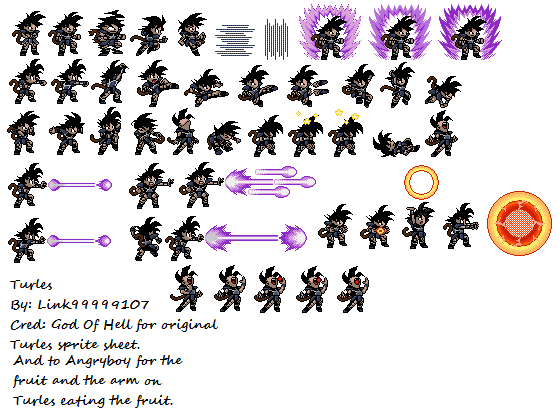 Turles
By: Link99999107
Cred: God Of Hell for original
Turles sprite sheet.
And to Angryboy for the
fruit and the arm on
Turles eating the fruit.